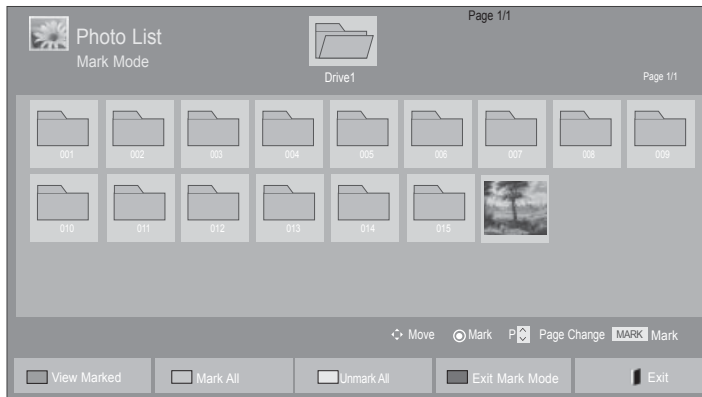 Page 1/1
Photo List
Mark Mode
Drive1
Page 1/1
001 002 003 004 005 006 007 008 009
010 011 012 013 014 015
Move Mark P Page Change MARK Mark
View Marked Mark All Unmark All Exit Mark Mode Exit